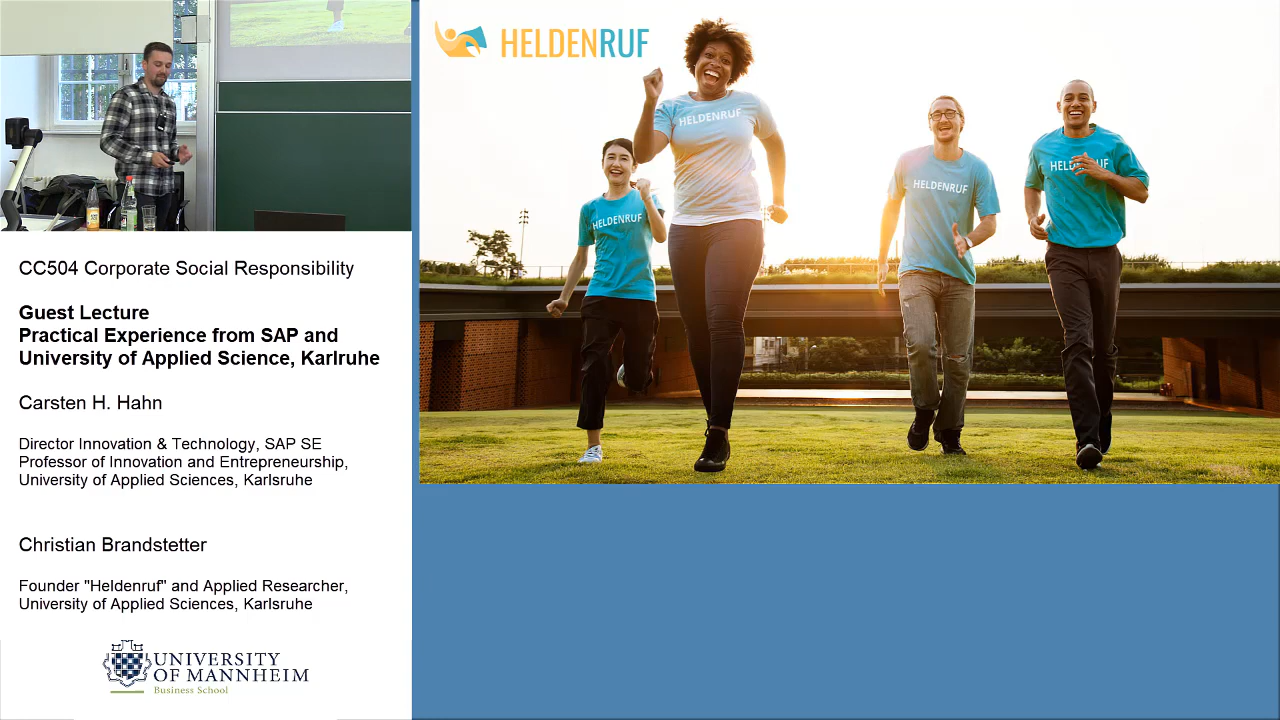 CC504 Corporate Social Responsibility
Guest Lecture
Practical Experience from SAP and
University of Applied Science, Karlruhe
Carsten H. Hahn
Director Innovation & Technology, SAP SE
Professor of Innovation and Entrepreneurship,
University of Applied Sciences, Karlsruhe
Christian Brandstetter
Founder "Heldenruf" and Applied Researcher,
University of Applied Sciences, Karlsruhe
UNIVERSITY
OF MANNHEIM
Business School
HELDENRUF
HELDENRUF
HELDENRUF
HELDENRUF
HELDENRUF